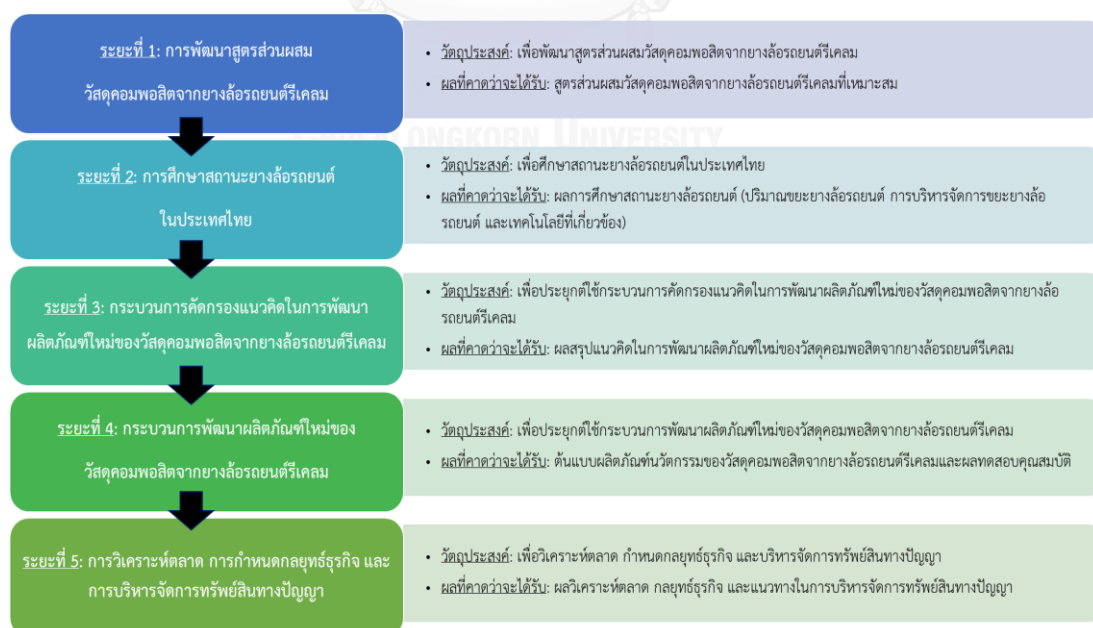 ระยะที่ 1: การพัฒนาสูตรส่วนผสม
วัสดุคอมพอสิตจากยางล้อรถยนต์รีเคลม
• วัตถุประสงค์: เพื่อพัฒนาสูตรส่วนผสมวัสดุคอมพอสิตจากยางล้อรถยนต์รีเคลม
• ผลที่คาดว่าจะได้รับ: สูตรส่วนผสมวัสดุคอมพอสิตจากยางล้อรถยนต์รีเคลมที่เหมาะสม
LONGKORN UNIVERSITY
ระยะที่ 2: การศึกษาสถานะยางล้อรถยนต์
ในประเทศไทย
• วัตถุประสงค์: เพื่อศึกษาสถานะยางล้อรถยนต์ในประเทศไทย
• ผลที่คาดว่าจะได้รับ: ผลการศึกษาสถานะยางล้อรถยนต์ (ปริมาณขยะยางล้อรถยนต์ การบริหารจัดการขยะยางล้อ
รถยนต์ และเทคโนโลยีที่เกี่ยวข้อง)
ระยะที่ 3: กระบวนการคัดกรองแนวคิดในการพัฒนา
ผลิตภัณฑ์ใหม่ของวัสดุคอมพอสิตจากยางล้อรถยนต์รีเคลม
• วัตถุประสงค์: เพื่อประยุกต์ใช้กระบวนการคัดกรองแนวคิดในการพัฒนาผลิตภัณฑ์ใหม่ของวัสดุคอมพอสิตจากยางล้อ
รถยนต์รีเคลม
• ผลที่คาดว่าจะได้รับ: ผลสรุปแนวคิดในการพัฒนาผลิตภัณฑ์ใหม่ของวัสดุคอมพอสิตจากยางล้อรถยนต์รีเคลม
ระยะที่ 4: กระบวนการพัฒนาผลิตภัณฑ์ใหม่ของ
วัสดุคอมพอสิตจากยางล้อรถยนต์รีเคลม
• วัตถุประสงค์: เพื่อประยุกต์ใช้กระบวนการพัฒนาผลิตภัณฑ์ใหม่ของวัสดุคอมพอสิตจากยางล้อรถยนต์รีเคลม
• ผลที่คาดว่าจะได้รับ: ต้นแบบผลิตภัณฑ์นวัตกรรมของวัสดุคอมพอสิตจากยางล้อรถยนต์รีเคลมและผลทดสอบคุณสมบัติ
ระยะที่ 5: การวิเคราะห์ตลาด การกำหนดกลยุทธ์ธุรกิจ และ
การบริหารจัดการทรัพย์สินทางปัญญา
• วัตถุประสงค์: เพื่อวิเคราะห์ตลาด กำหนดกลยุทธ์ธุรกิจ และบริหารจัดการทรัพย์สินทางปัญญา
• ผลที่คาดว่าจะได้รับ: ผลวิเคราะห์ตลาด กลยุทธ์ธุรกิจ และแนวทางในการบริหารจัดการทรัพย์สินทางปัญญา